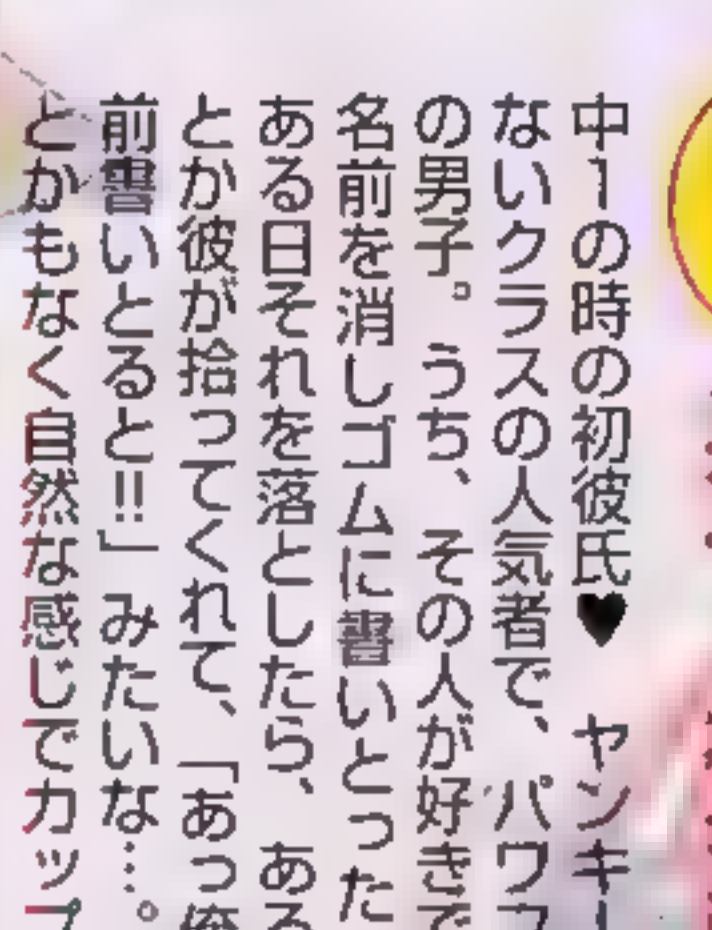 中1の時の初彼氏♥ ヤンキー
ないクラスの人気者で、パワフ
の男子。うち、その人が好きで
名前を消しゴムに書いとった
ある日それを落としたら、ある
とか彼が拾ってくれて、「あっ俺
前書いとると!!」みたいな…。
とかもなく自然な感じでカップ